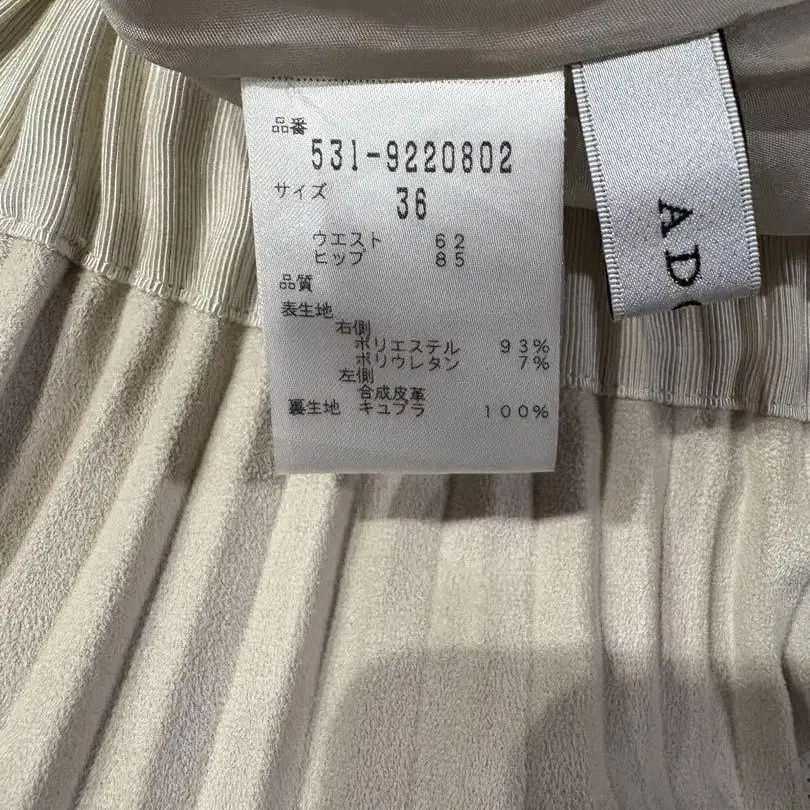 品番
531-9220802
サイズ
36
ウエスト 62
ヒップ 85
品質
表生地
右側
ポリエステル 93%
ポリウレタン 7%
左側
合成皮革
裏生地 キュプラ 100%
AD